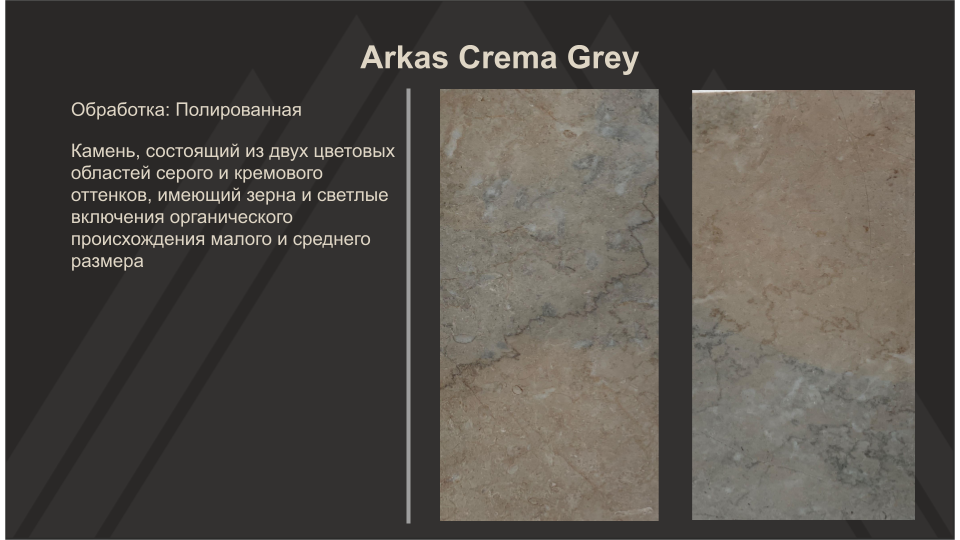 Arkas Crema Grey
Обработка: Полированная
Камень, состоящий из двух цветовых
областей серого и кремового
оттенков, имеющий зерна и светлые
включения органического
происхождения малого и среднего
размера